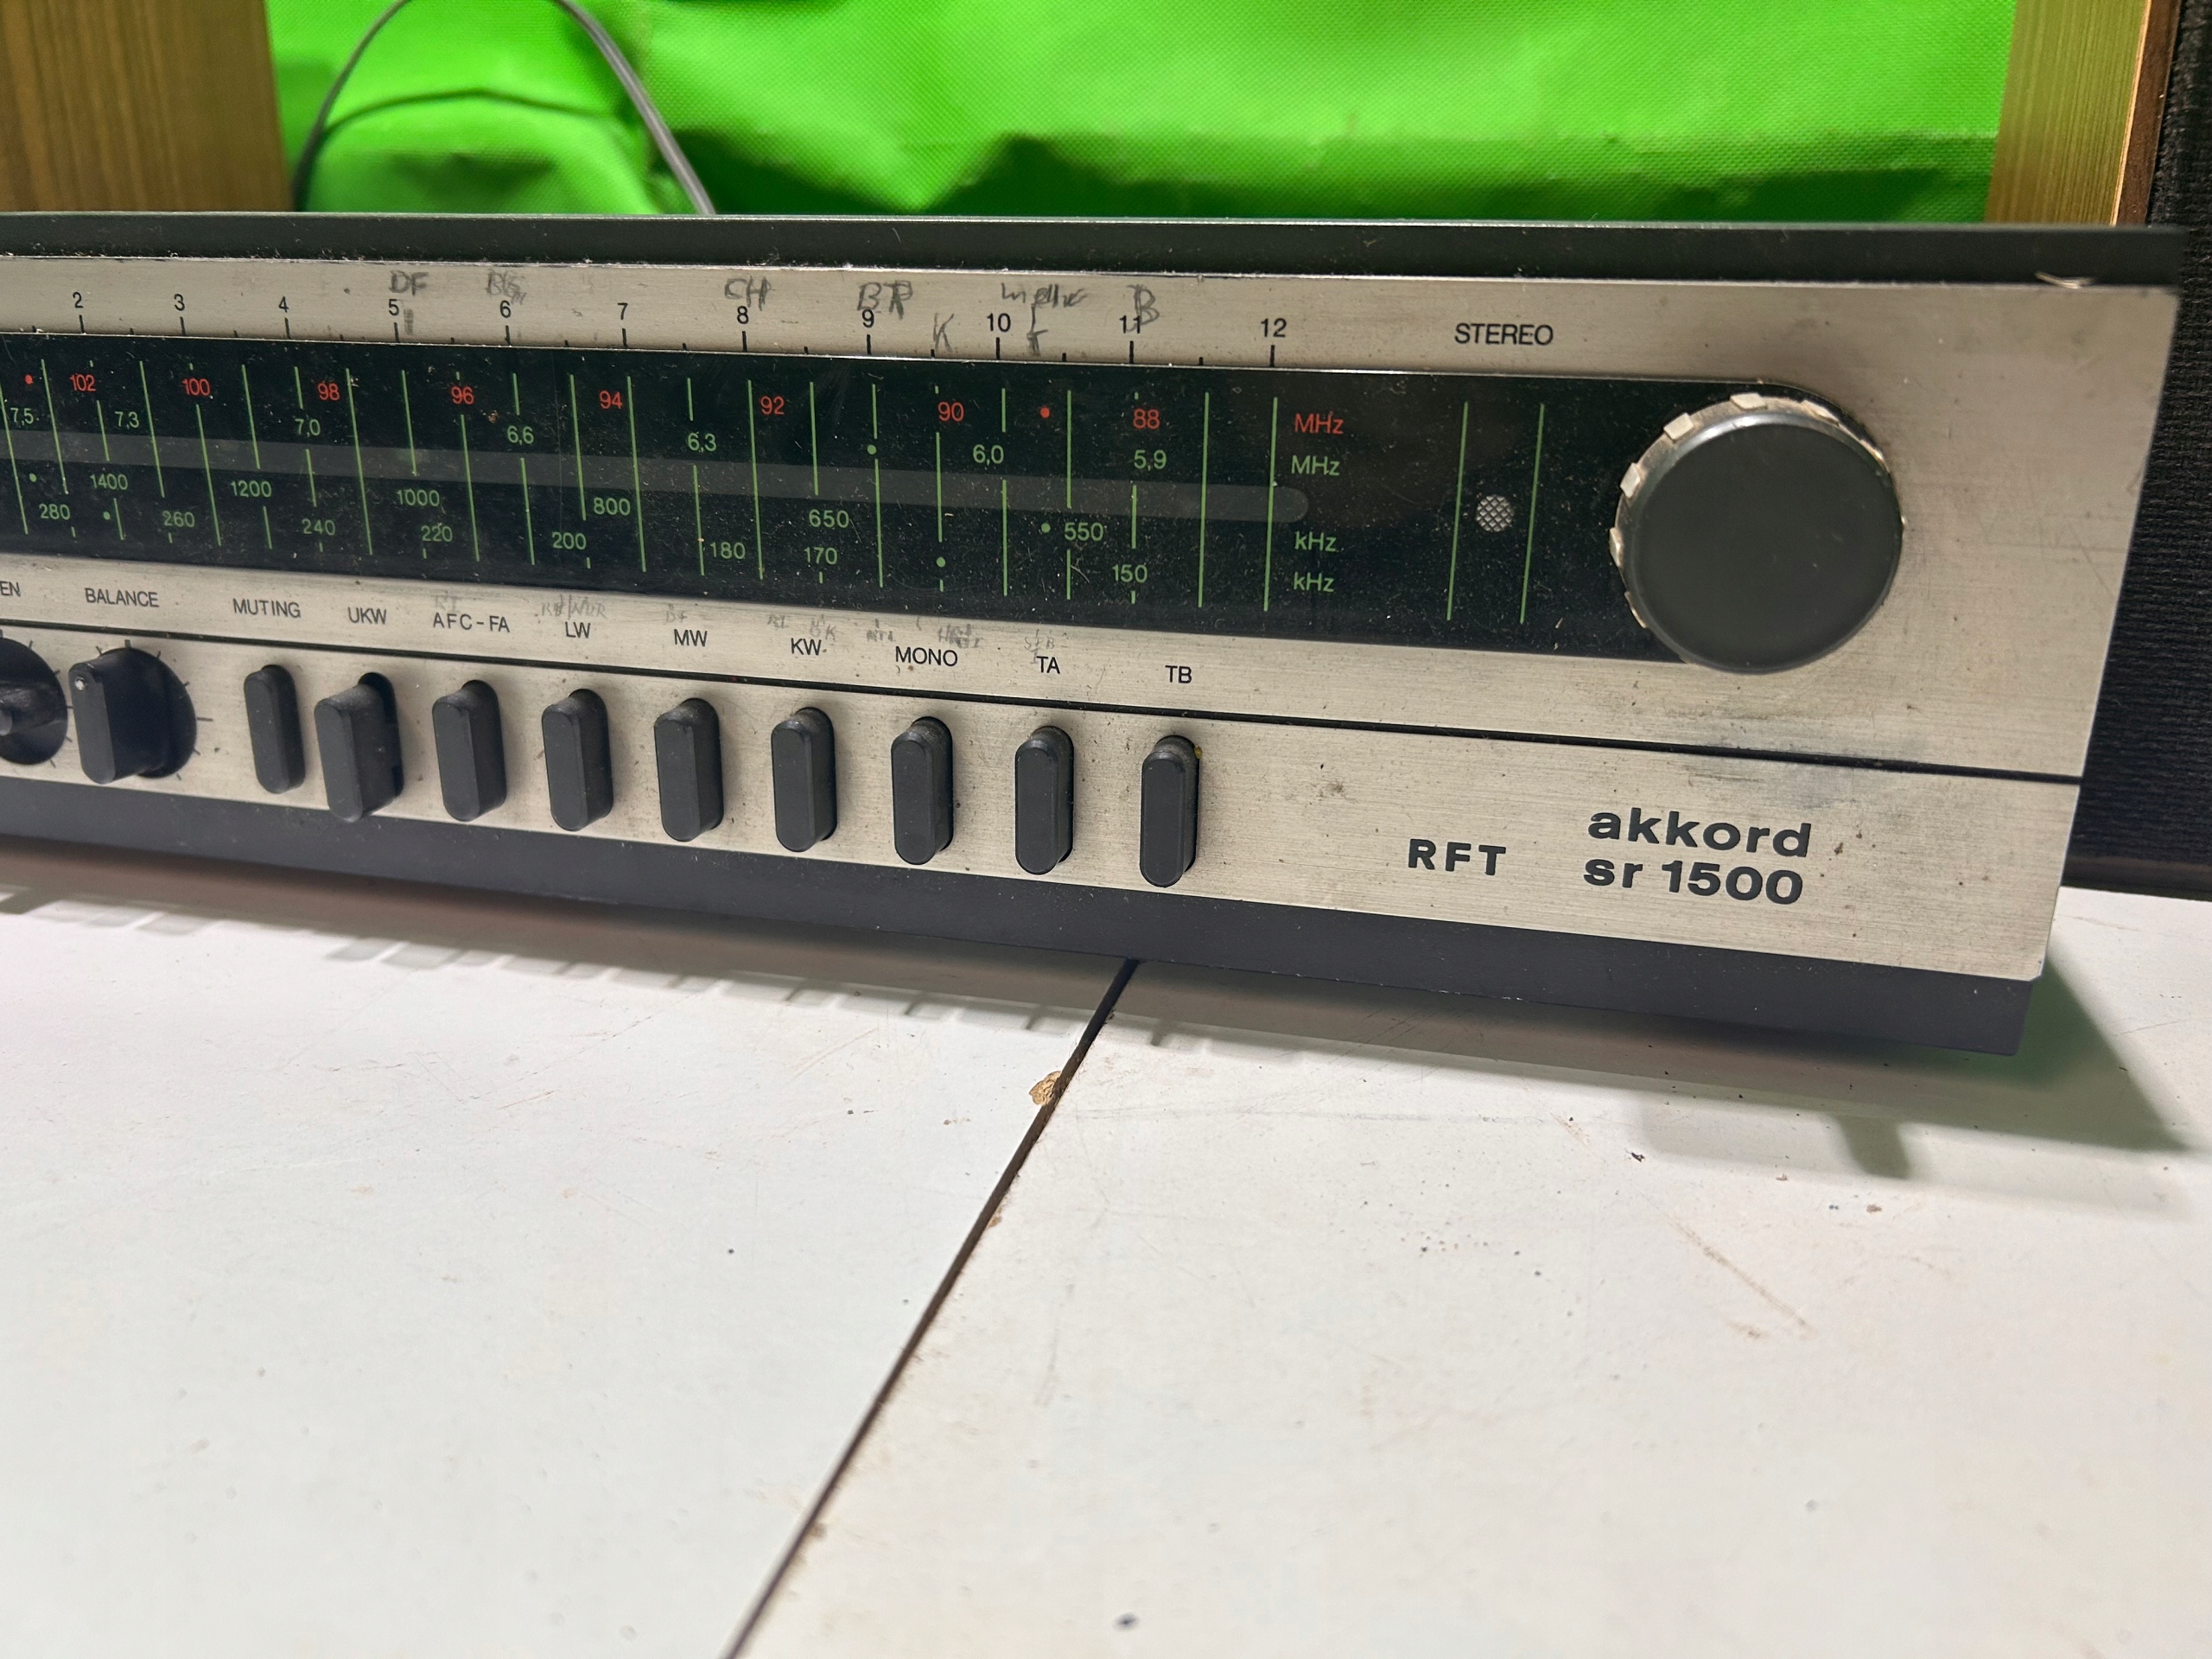 DF CH BR B
2 3 4 5 6 7 8 9 K 10 11 12 STEREO
102 100 98 96 94 92 90 88 MHz
7,5 7,3 7,0 6,6 6,3 6,0 5,9 MHz
1400 1200 1000 800 650 550 kHz
280 260 240 220 200 180 170 150 kHz
EN BALANCE MUTING UKW AFC-FA LW MW KW MONO TA TB
RFT akkord
sr 1500